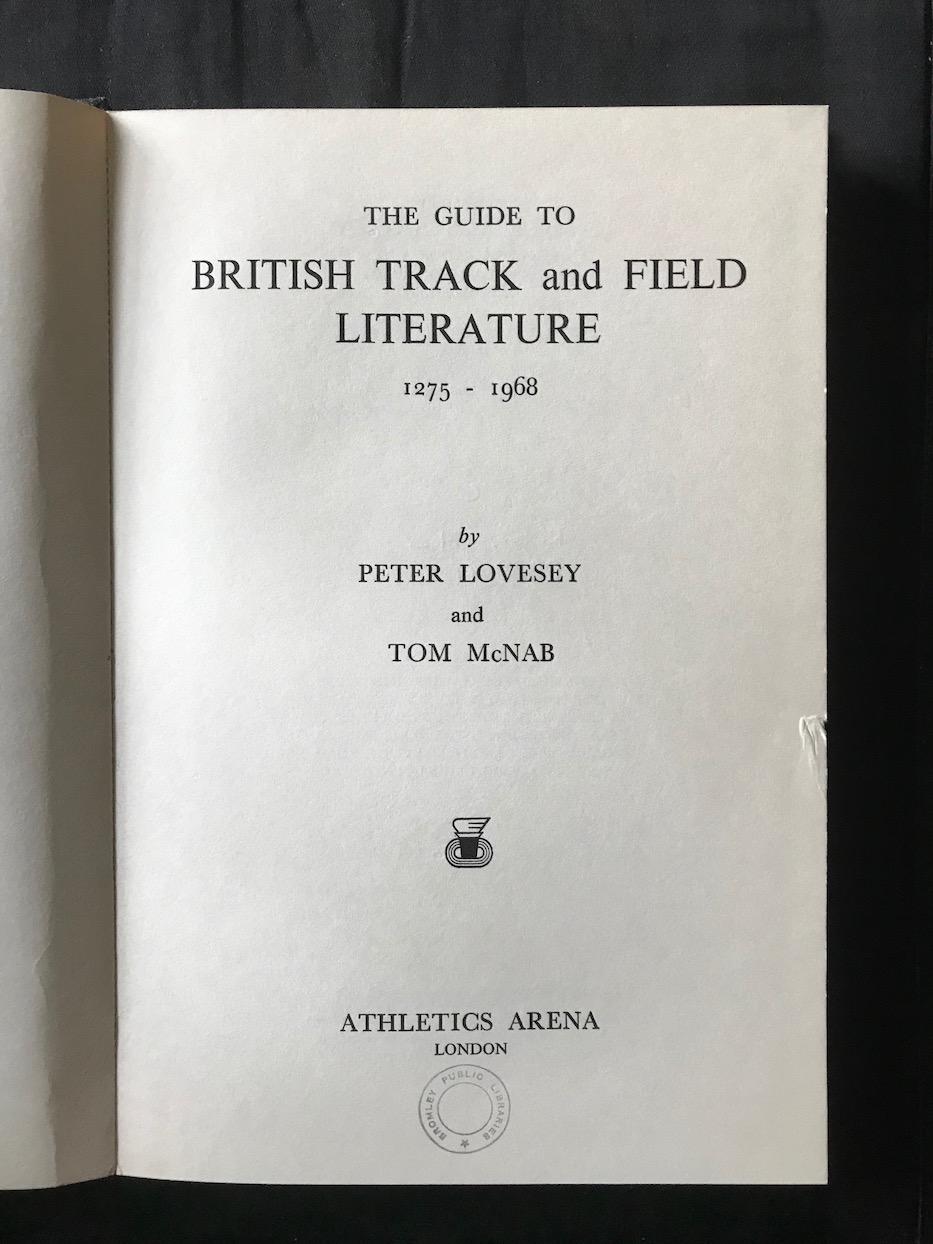 THE GUIDE TO
BRITISH TRACK and FIELD
LITERATURE
1275 - 1968
by
PETER LOVESEY
and
TOM McNAB
ATHLETICS ARENA
LONDON
BROMLEY PUBLIC LIBRARIES